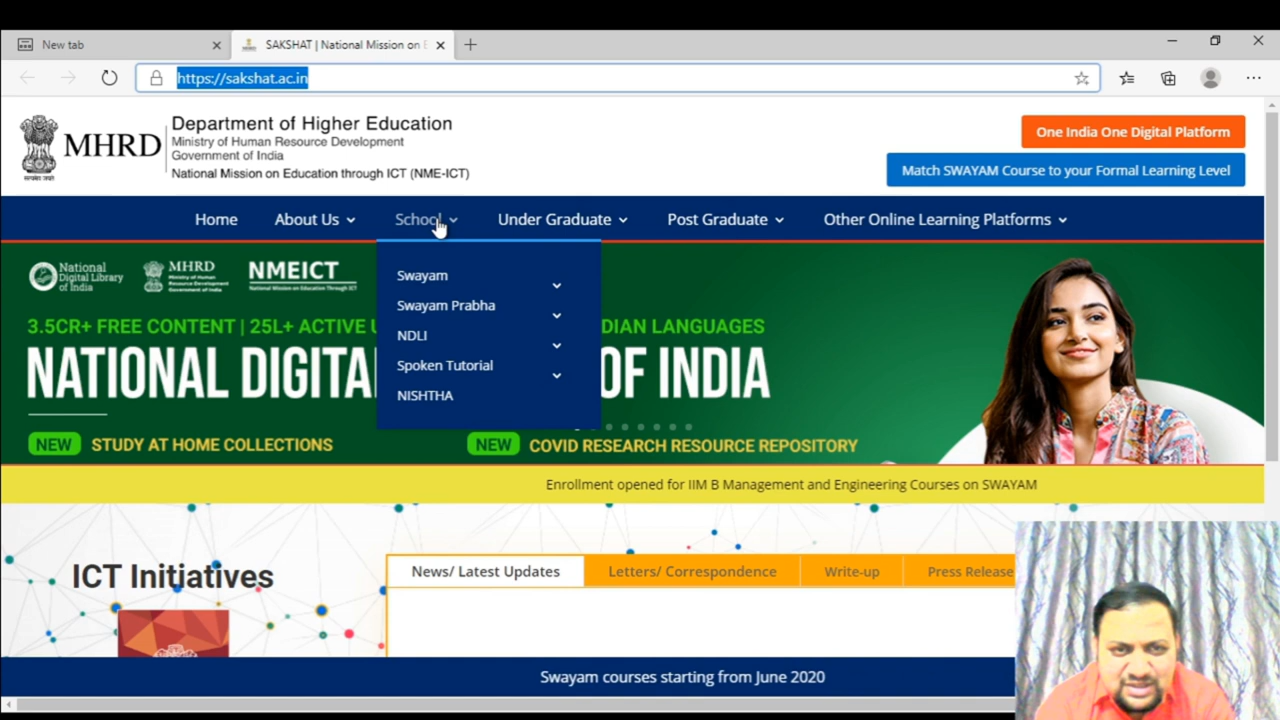 New tab
SAKSHAT | National Mission on E
https://sakshat.ac.in
MHRD
Department of Higher Education
Ministry of Human Resource Development
Government of India
National Mission on Education through ICT (NME-ICT)
One India One Digital Platform
Match SWAYAM Course to your Formal Learning Level
Home
About Us
School
Under Graduate
Post Graduate
Other Online Learning Platforms
Swayam
Swayam Prabha
NDLI
Spoken Tutorial
NISHTHA
National
Digital Library
of India
MHRD
NMEICT
National Mission on Education Through ICT
3.5CR+ FREE CONTENT | 25L+ ACTIVE U
DIAN LANGUAGES
NATIONAL DIGITA
OF INDIA
NEW STUDY AT HOME COLLECTIONS
NEW COVID RESEARCH RESOURCE REPOSITORY
Enrollment opened for IIM B Management and Engineering Courses on SWAYAM
ICT Initiatives
News/ Latest Updates
Letters/ Correspondence
Write-up
Press Release
Swayam courses starting from June 2020